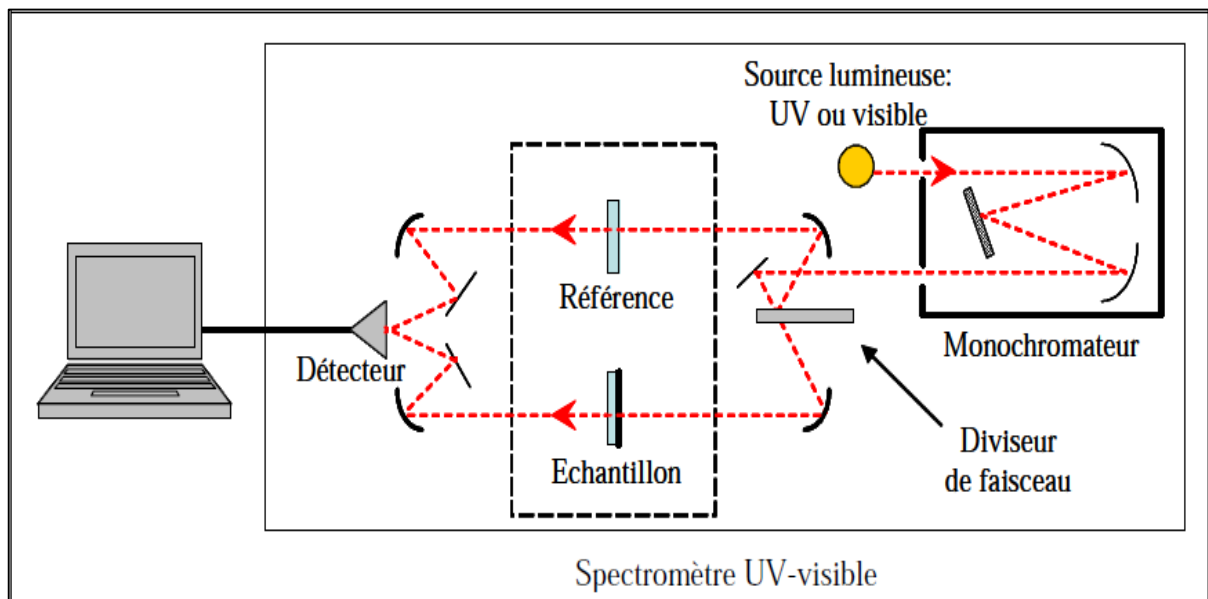 Source lumineuse:
UV ou visible
Référence
Monochromateur
Détecteur
Echantillon
Diviseur
de faisceau
Spectromètre UV-visible